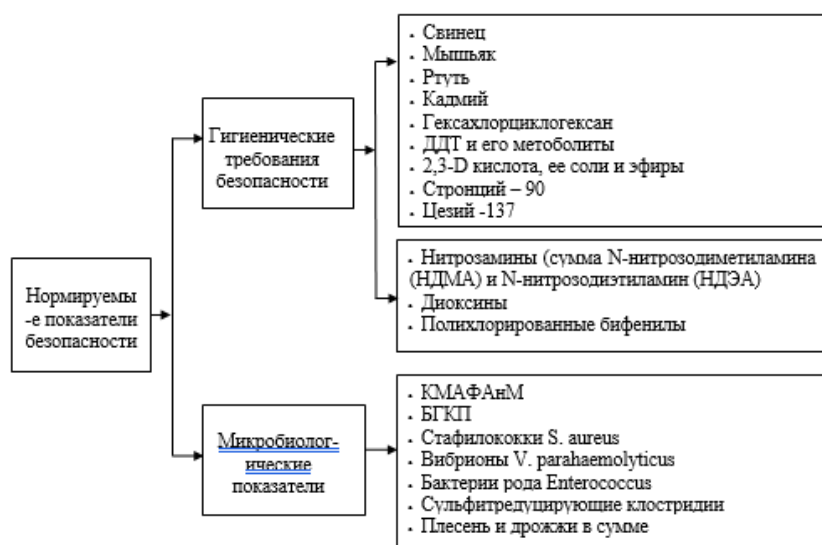 Нормируемы
-е показатели
безопасности
Гигиенические
требования
безопасности
• Свинец
• Мышьяк
• Ртуть
• Кадмий
• Гексахлорциклогексан
• ДДТ и его метоболиты
• 2,3-D кислота, ее соли и эфиры
• Стронций – 90
• Цезий -137
• Нитрозамины (сумма N-нитрозодиметиламина
(НДМА) и N-нитрозодиэтиламин (НДЭА)
• Диоксины
• Полихлорированные бифенилы
Микробиолог-
ические
показатели
• КМАФАнМ
• БГКП
• Стафилококки S. aureus
• Вибрионы V. parahaemolyticus
• Бактерии рода Enterococcus
• Сульфитредуцирующие клостридии
• Плесень и дрожжи в сумме